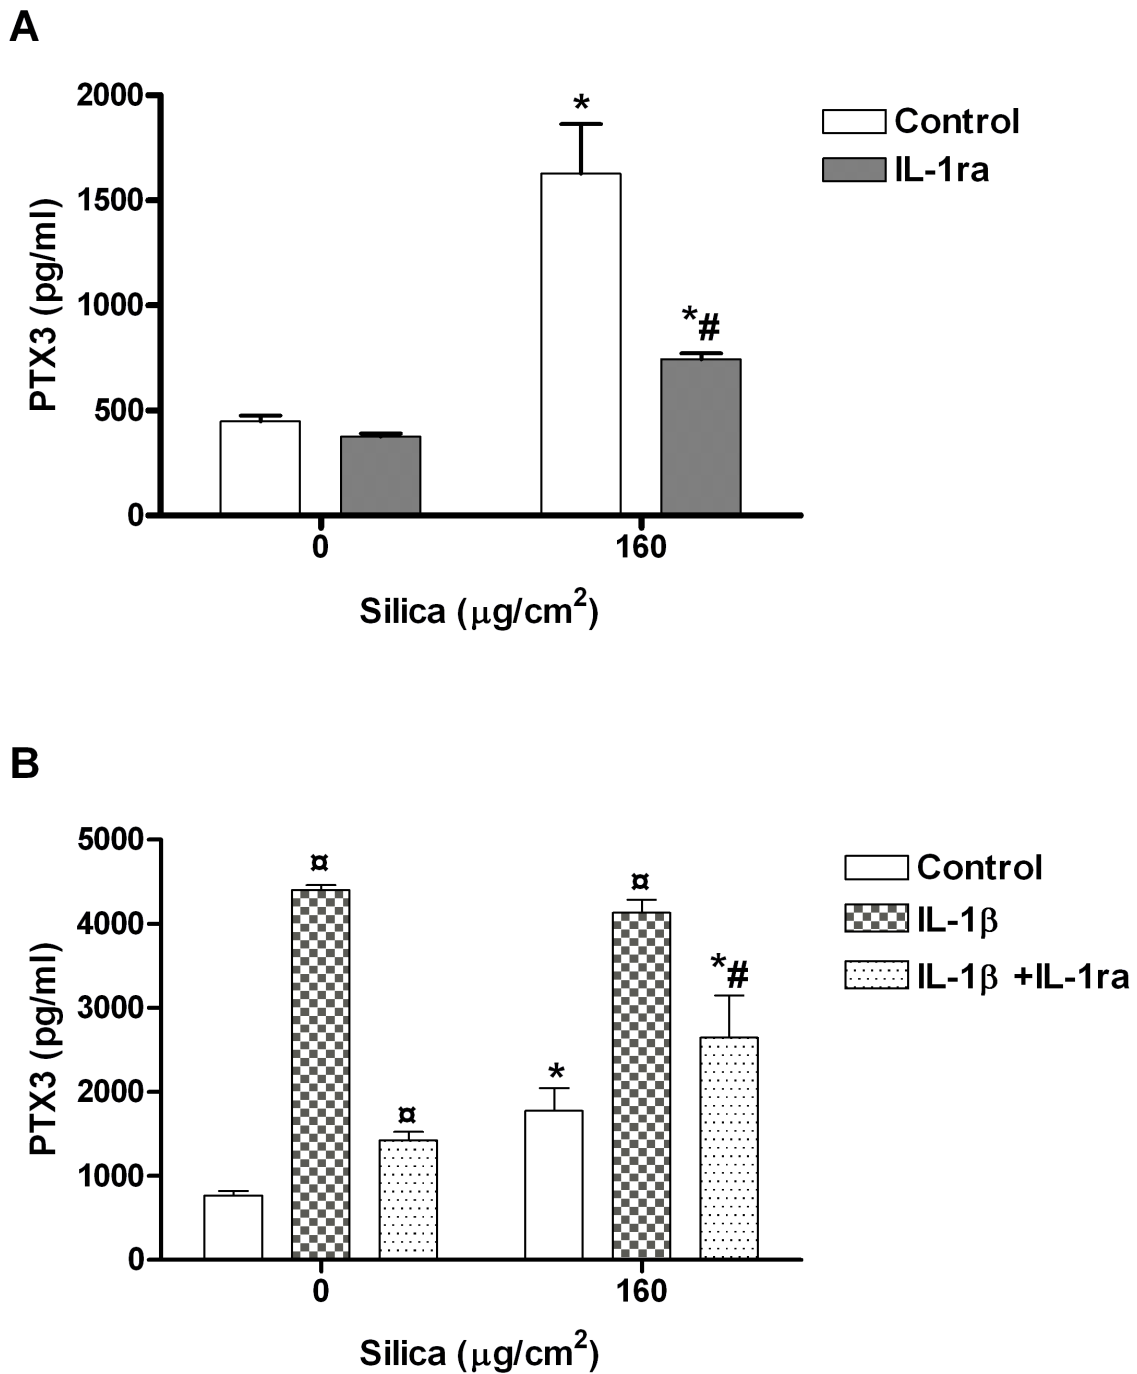 A
2000
1500
1000
500
0
PTX3 (pg/ml)
*
*#
Control
IL-1ra
0 160
Silica (μg/cm²)
B
5000
4000
3000
2000
1000
0
PTX3 (pg/ml)
¤
¤
*
¤
*#
Control
IL-1β
IL-1β +IL-1ra
0 160
Silica (μg/cm²)